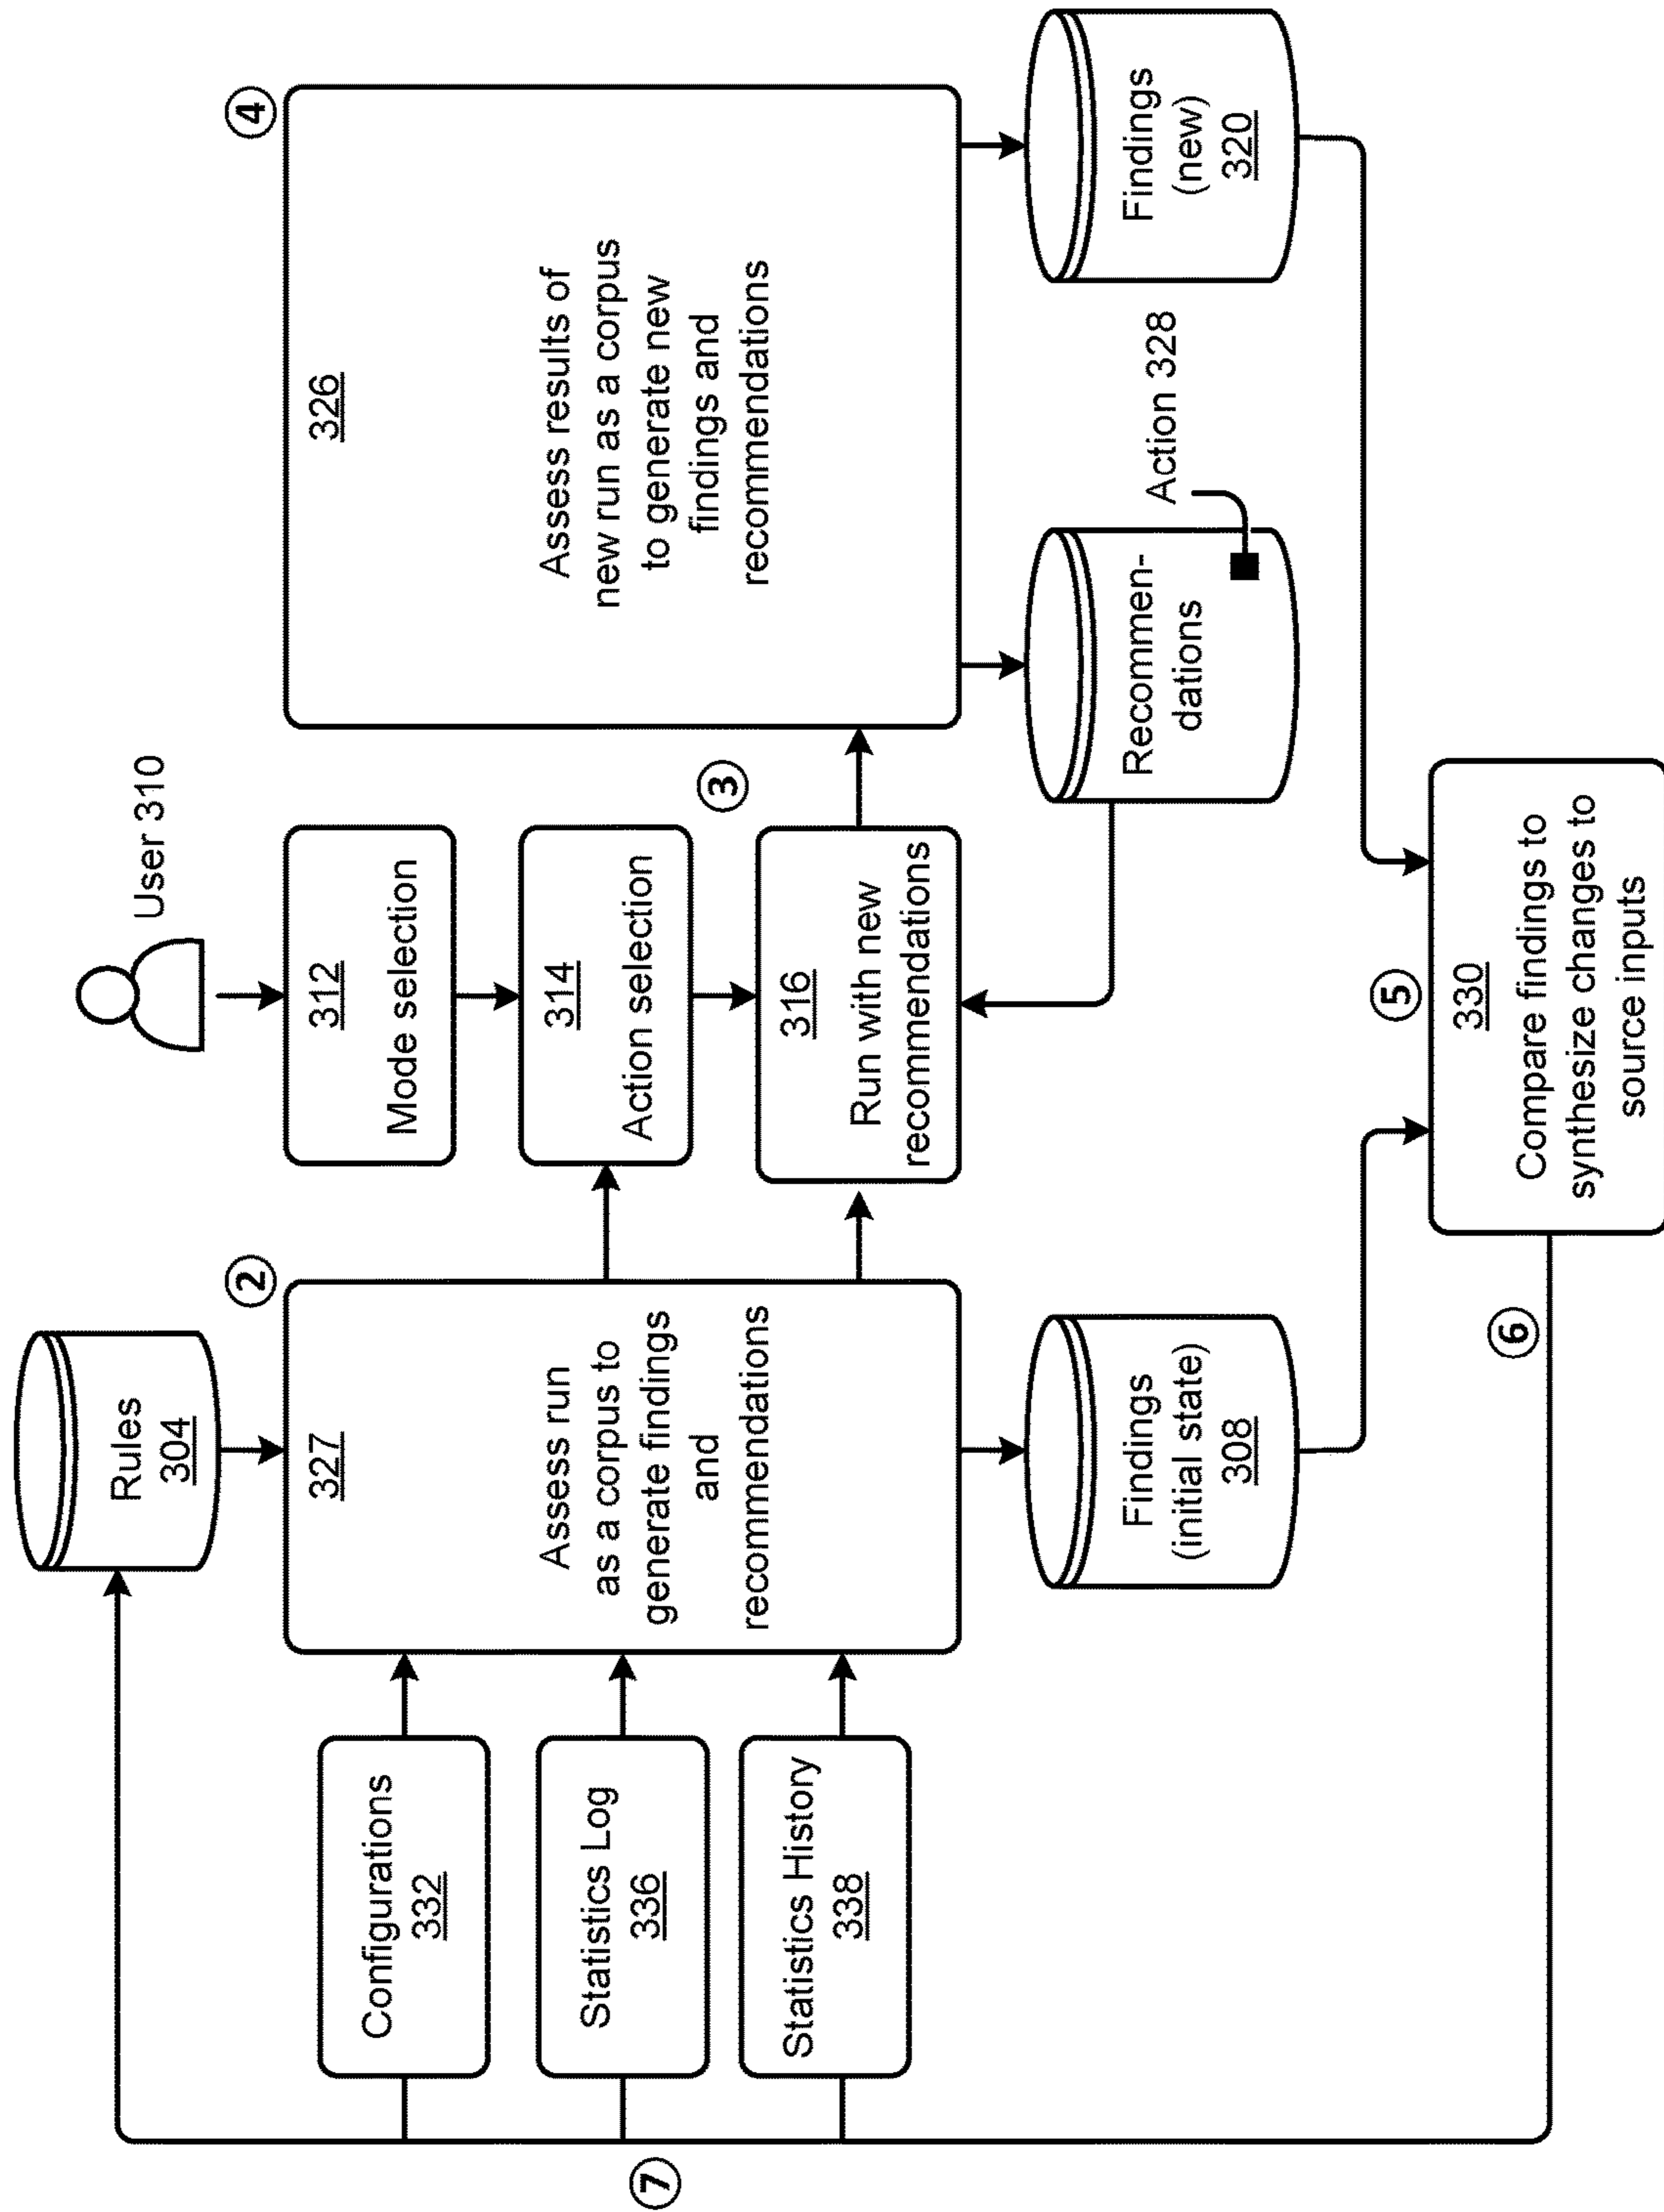 Rules
304
User 310
②
④
Configurations
332
Statistics Log
336
Statistics History
338
327
Assess run
as a corpus to
generate findings
and
recommendations
312
Mode selection
314
Action selection
③
316
Run with new
recommendations
326
Assess results of
new run as a corpus
to generate new
findings and
recommendations
⑦
Findings
(initial state)
308
Recommen-
dations
Action 328
Findings
(new)
320
⑤
330
Compare findings to
synthesize changes to
source inputs
⑥